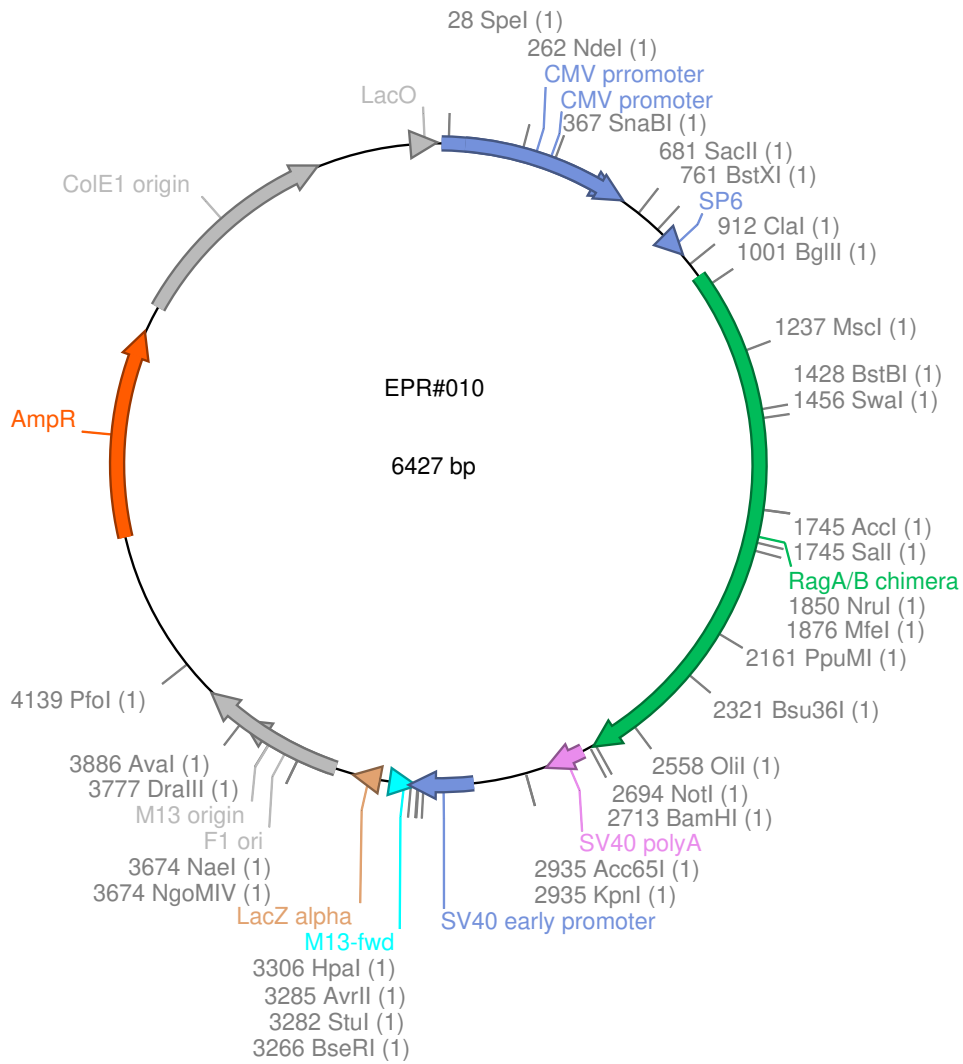 28 SpeI (1)
262 NdeI (1)
CMV prromoter
CMV promoter
367 SnaBI (1)
681 SacII (1)
761 BstXI (1)
SP6
912 ClaI (1)
1001 BglII (1)
1237 MscI (1)
1428 BstBI (1)
1456 SwaI (1)
1745 AccI (1)
1745 SalI (1)
RagA/B chimera
1850 NruI (1)
1876 MfeI (1)
2161 PpuMI (1)
2321 Bsu36I (1)
2558 OliI (1)
2694 NotI (1)
2713 BamHI (1)
SV40 polyA
2935 Acc65I (1)
2935 KpnI (1)
SV40 early promoter
M13-fwd
3306 HpaI (1)
3285 AvrII (1)
3282 StuI (1)
3266 BseRI (1)
LacZ alpha
3674 NgoMIV (1)
3674 NaeI (1)
F1 ori
M13 origin
3777 DraIII (1)
3886 AvaI (1)
4139 PfoI (1)
AmpR
ColE1 origin
LacO
EPR#010
6427 bp